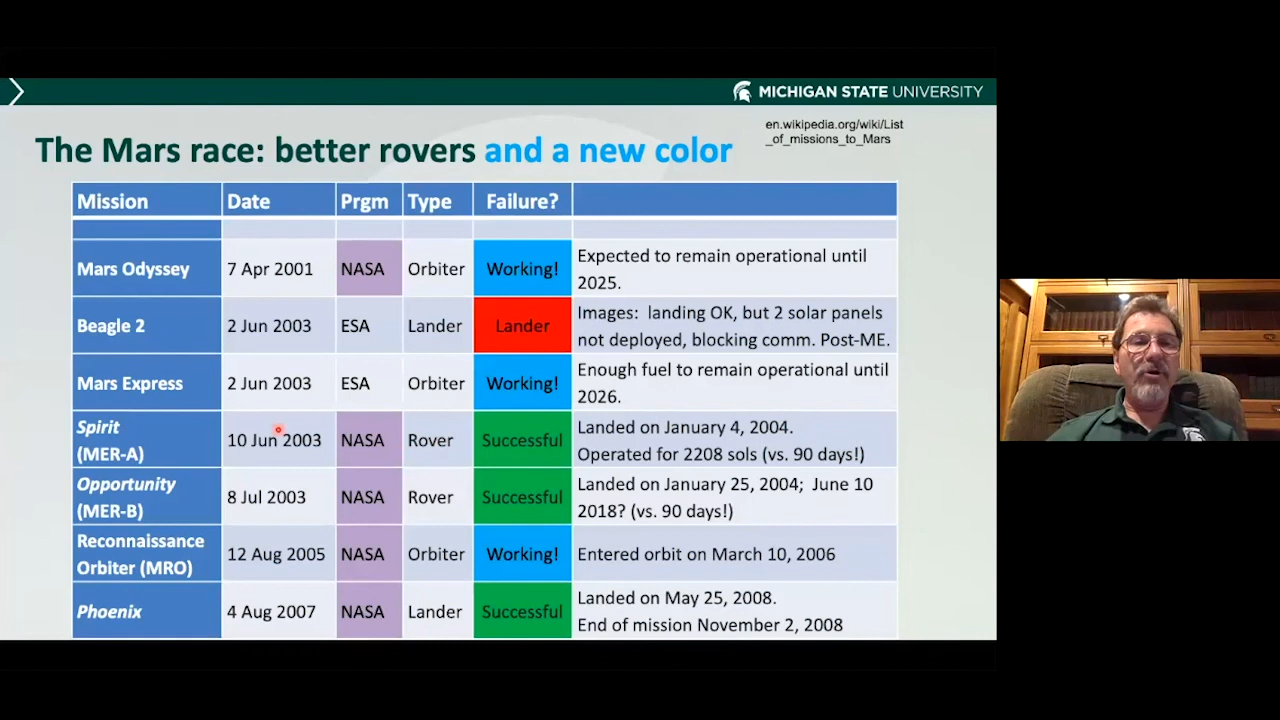 MICHIGAN STATE UNIVERSITY
en.wikipedia.org/wiki/List
_of_missions_to_Mars
The Mars race: better rovers and a new color
Mission Date Prgm Type Failure?
Mars Odyssey 7 Apr 2001 NASA Orbiter Working! Expected to remain operational until
2025.
Beagle 2 2 Jun 2003 ESA Lander Lander Images: landing OK, but 2 solar panels
not deployed, blocking comm. Post-ME.
Mars Express 2 Jun 2003 ESA Orbiter Working! Enough fuel to remain operational until
2026.
Spirit
(MER-A) 10 Jun 2003 NASA Rover Successful Landed on January 4, 2004.
Operated for 2208 sols (vs. 90 days!)
Opportunity
(MER-B) 8 Jul 2003 NASA Rover Successful Landed on January 25, 2004; June 10
2018? (vs. 90 days!)
Reconnaissance
Orbiter (MRO) 12 Aug 2005 NASA Orbiter Working! Entered orbit on March 10, 2006
Phoenix 4 Aug 2007 NASA Lander Successful Landed on May 25, 2008.
End of mission November 2, 2008